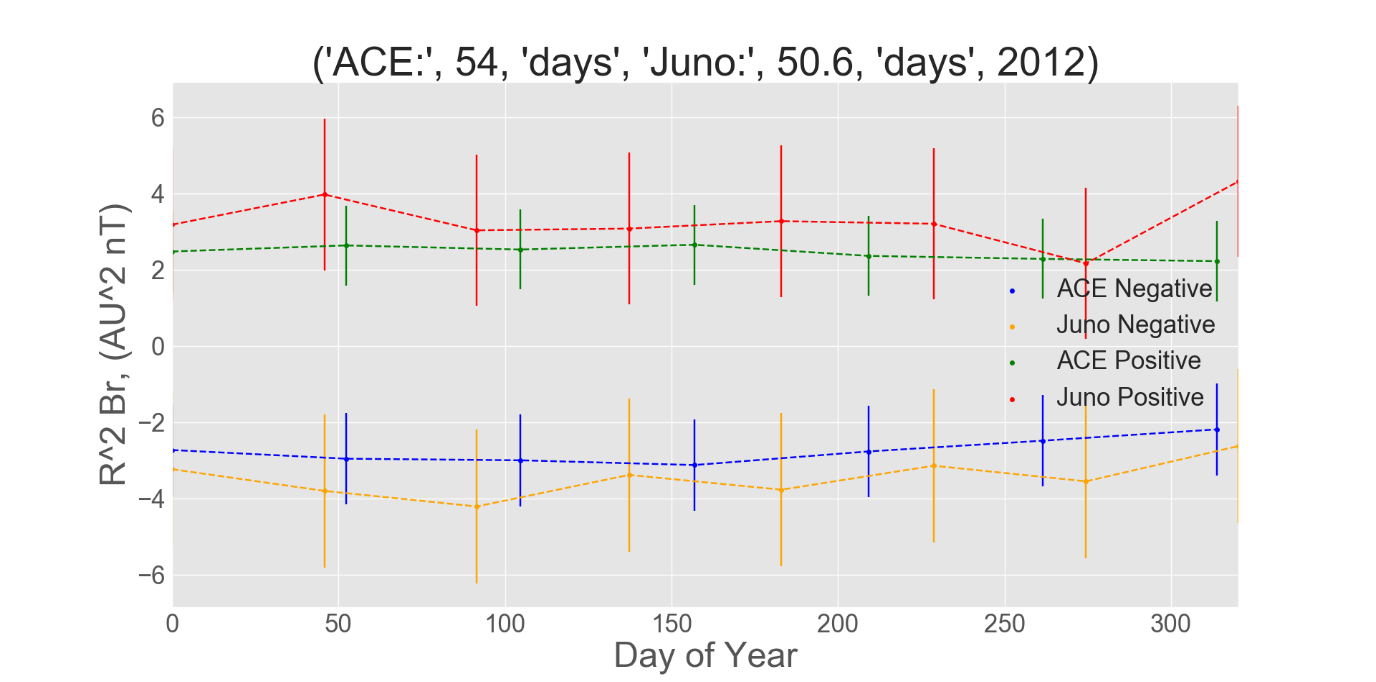 ('ACE:', 54, 'days', 'Juno:', 50.6, 'days', 2012)
R^2 Br, (AU^2 nT)
6
4
2
0
−2
−4
−6
ACE Negative
Juno Negative
ACE Positive
Juno Positive
0 50 100 150 200 250 300
Day of Year